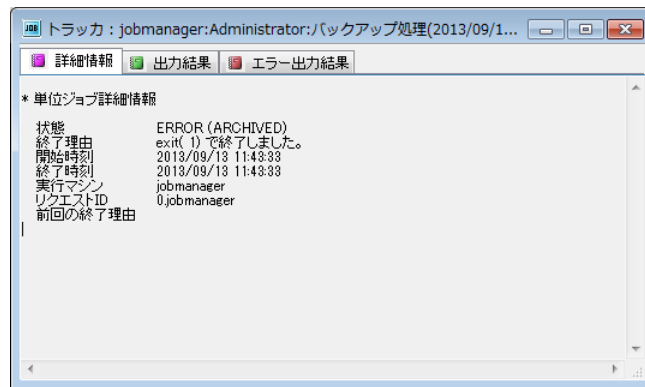 JOB トラッカ：jobmanager:Administrator:バックアップ処理(2013/09/1...
詳細情報 出力結果 エラー出力結果
* 単位ジョブ詳細情報
状態 ERROR (ARCHIVED)
終了理由 exit( 1) で終了しました。
開始時刻 2013/09/13 11:43:33
終了時刻 2013/09/13 11:43:33
実行マシン jobmanager
リクエストID 0.jobmanager
前回の終了理由